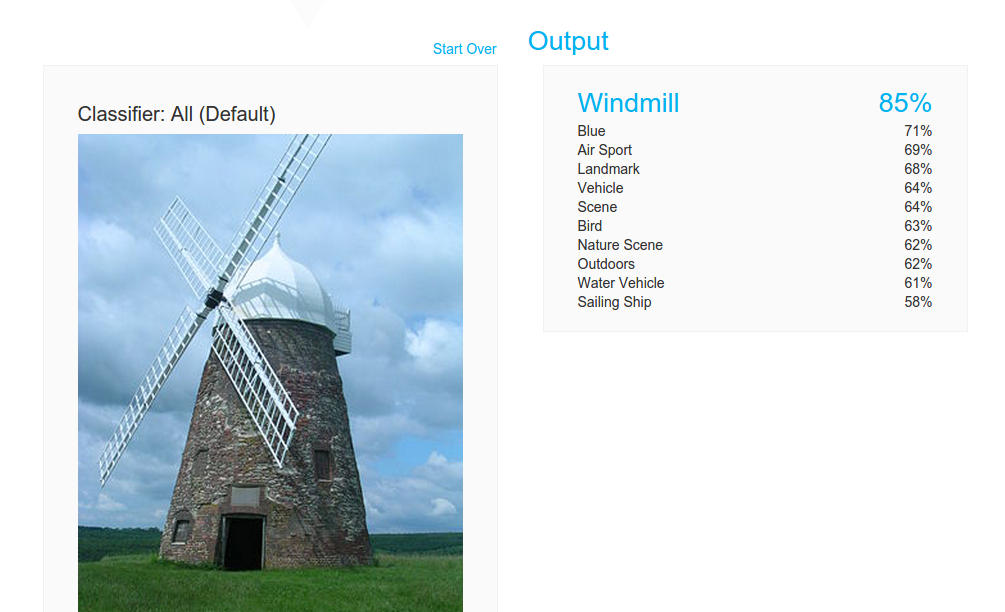 Start Over
Output
Classifier: All (Default)
Windmill 85%
Blue 71%
Air Sport 69%
Landmark 68%
Vehicle 64%
Scene 64%
Bird 63%
Nature Scene 62%
Outdoors 62%
Water Vehicle 61%
Sailing Ship 58%